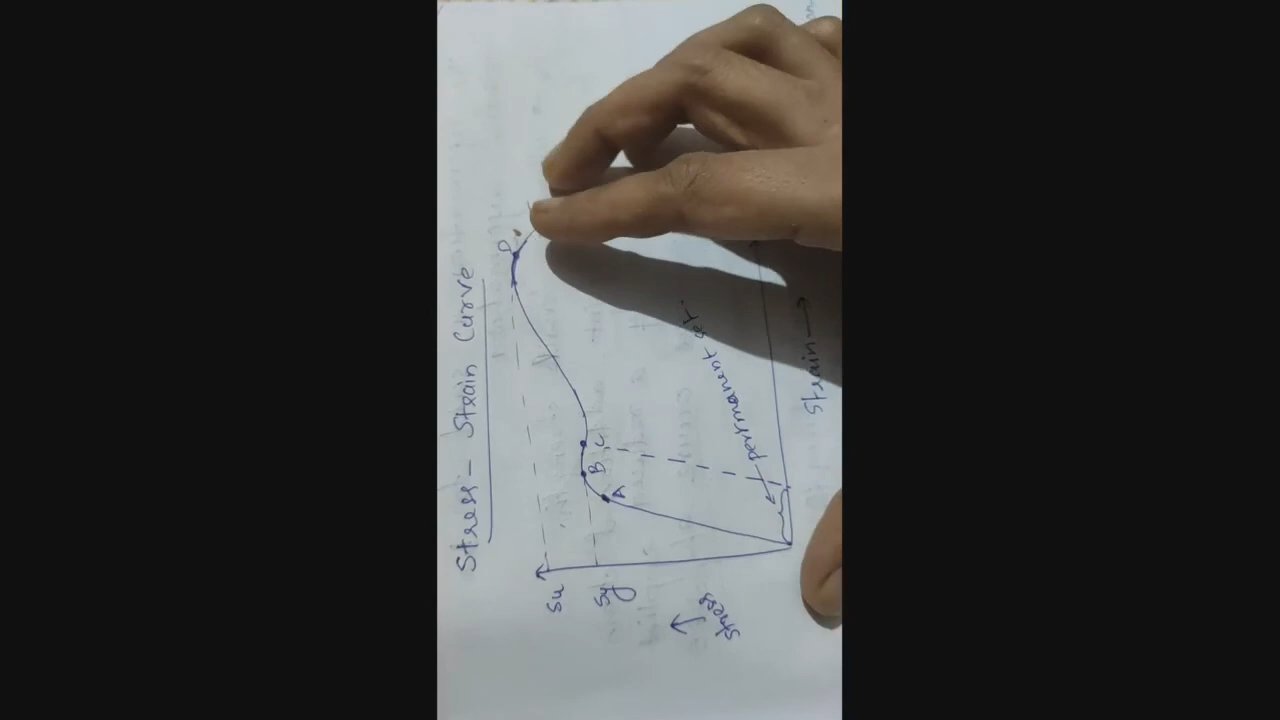 Stress - Strain Curve
Su
Sy
Stress
A
B
C
D
permanent set.
Strain